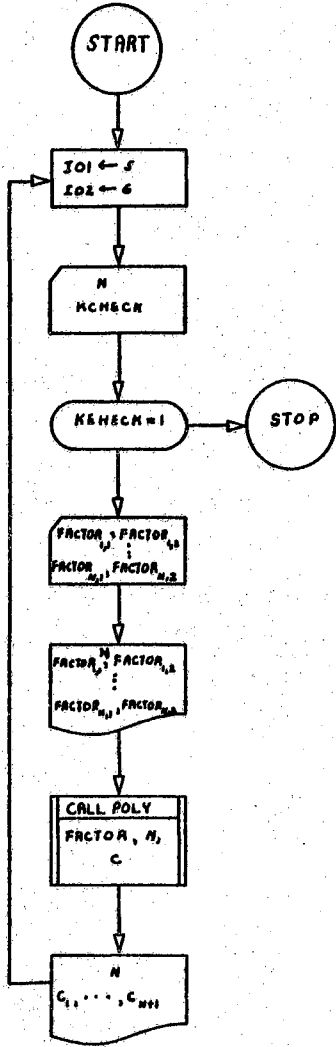 START
IO1 ← 5
IO2 ← 6
N
KCHECK
KCHECK = 1
STOP
FACTOR1,1, FACTOR1,2
⋮
FACTORN,1, FACTORN,2
N
FACTOR1,1, FACTOR1,2
⋮
FACTORN,1, FACTORN,2
CALL POLY
FACTOR, N,
C
N
C1, ..., CN+1